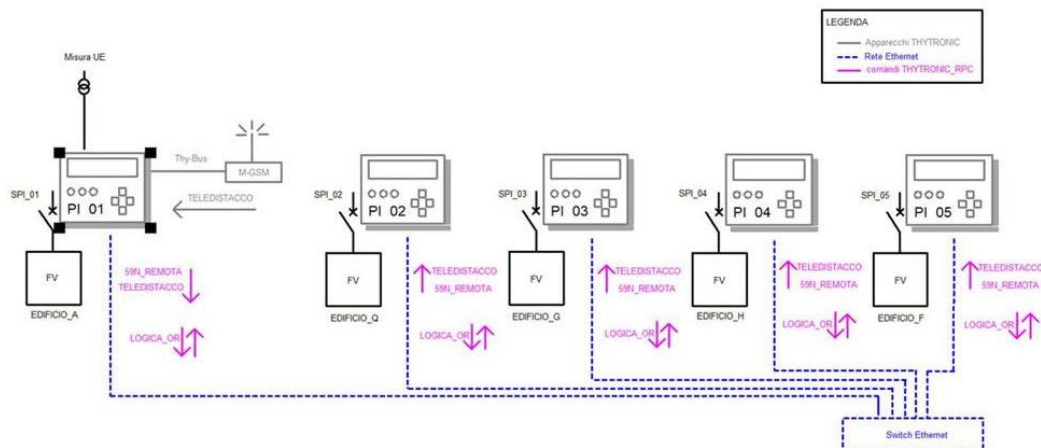 LEGENDA
Apparecchi THYTRONIC
Rete Ethernet
comandi THYTRONIC_RPC
Misura UE
Thy-Bus
M-GSM
TELEDISTACCO
SPI_01
PI 01
FV
EDIFICIO_A
59N_REMOTA
TELEDISTACCO
LOGICA_OR
SPI_02
PI 02
FV
EDIFICIO_Q
TELEDISTACCO
59N_REMOTA
LOGICA_OR
SPI_03
PI 03
FV
EDIFICIO_G
TELEDISTACCO
59N_REMOTA
LOGICA_OR
SPI_04
PI 04
FV
EDIFICIO_H
TELEDISTACCO
59N_REMOTA
LOGICA_OR
SPI_05
PI 05
FV
EDIFICIO_F
TELEDISTACCO
59N_REMOTA
LOGICA_OR
Switch Ethernet